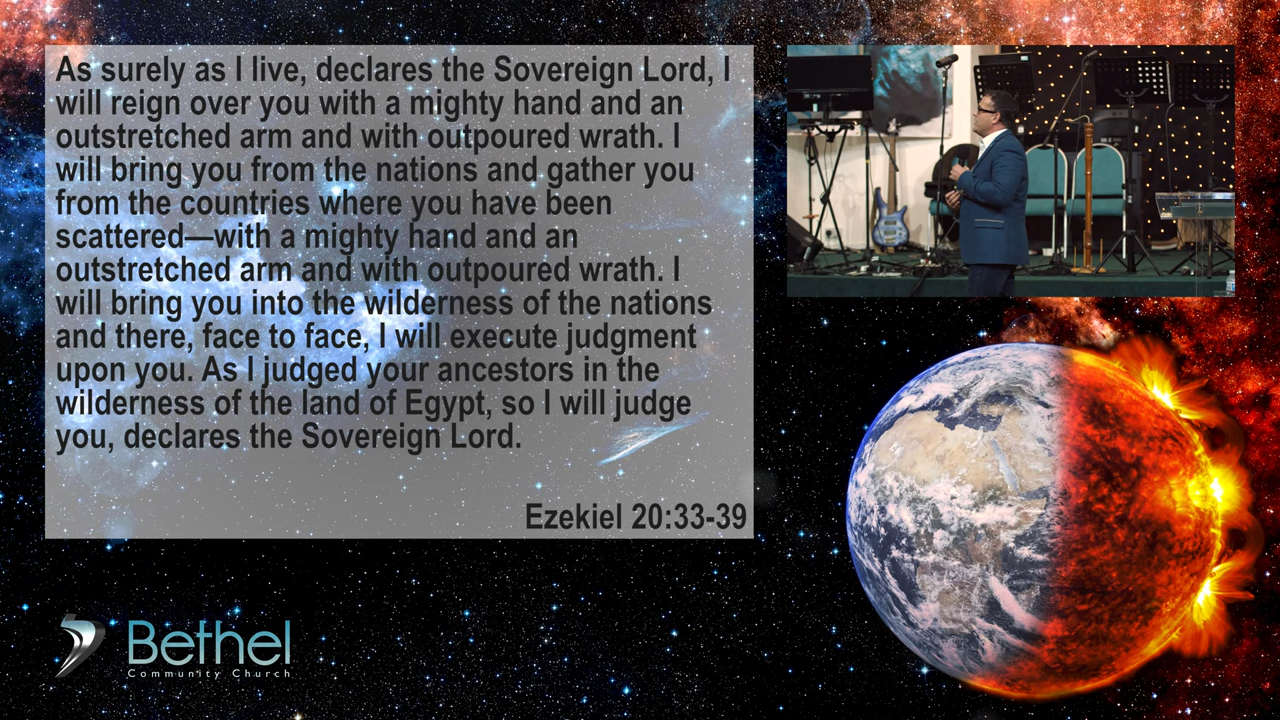 As surely as I live, declares the Sovereign Lord, I
will reign over you with a mighty hand and an
outstretched arm and with outpoured wrath. I
will bring you from the nations and gather you
from the countries where you have been
scattered—with a mighty hand and an
outstretched arm and with outpoured wrath. I
will bring you into the wilderness of the nations
and there, face to face, I will execute judgment
upon you. As I judged your ancestors in the
wilderness of the land of Egypt, so I will judge
you, declares the Sovereign Lord.
Ezekiel 20:33-39
Bethel
Community Church